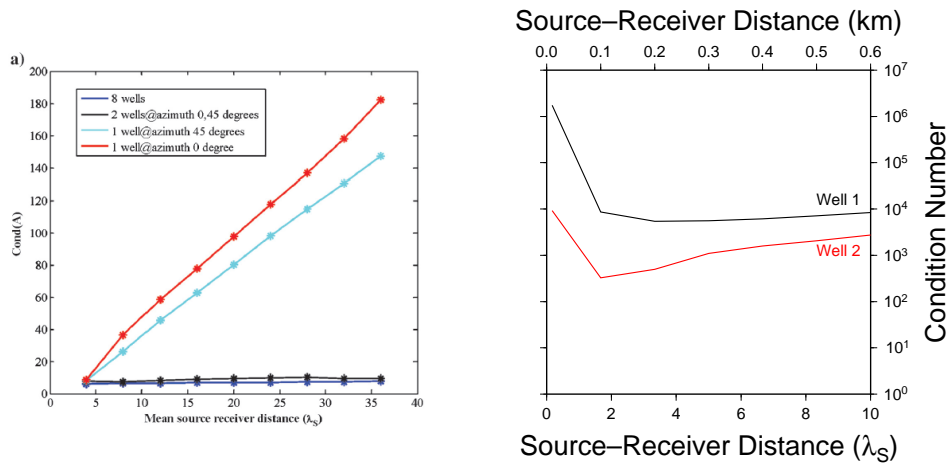 a)
200
180
160
140
120
100
80
60
40
20
0
8 wells
2 wells@azimuth 0,45 degrees
1 well@azimuth 45 degrees
1 well@azimuth 0 degree
Cond(A)
0 5 10 15 20 25 30 35 40
Mean source receiver distance (λS)
Source–Receiver Distance (km)
0.0 0.1 0.2 0.3 0.4 0.5 0.6
10⁷
10⁶
10⁵
10⁴
10³
10²
10¹
10⁰
Well 1
Well 2
Condition Number
0 2 4 6 8 10
Source–Receiver Distance (λS)